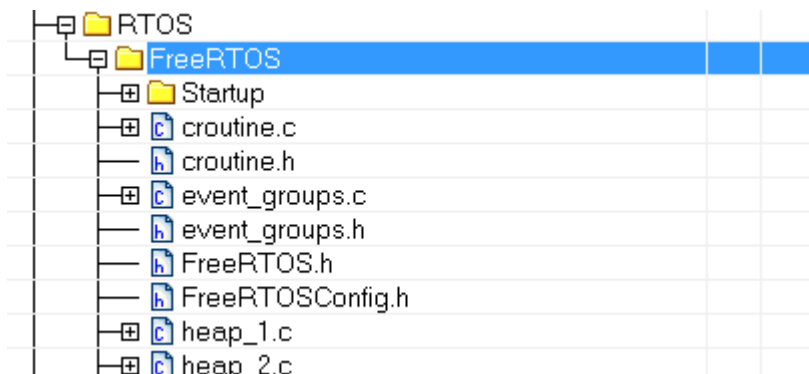 RTOS
FreeRTOS
Startup
croutine.c
croutine.h
event_groups.c
event_groups.h
FreeRTOS.h
FreeRTOSConfig.h
heap_1.c
heap_2.c